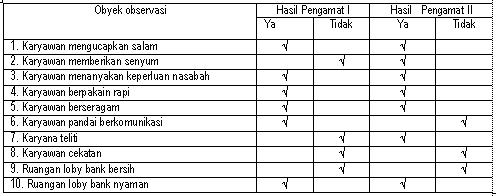 Obyek observasi Hasil Pengamat I Hasil Pengamat II
Ya Tidak Ya Tidak
1. Karyawan mengucapkan salam √ √
2. Karyawan memberikan senyum √ √
3. Karyawan menanyakan keperluan nasabah √ √
4. Karyawan berpakain rapi √ √
5. Karyawan berseragam √ √
6. Karyawan pandai berkomunikasi √ √
7. Karyana teliti √ √
8. Karyawan cekatan √ √
9. Ruangan loby bank bersih √ √
10. Ruangan loby bank nyaman √ √